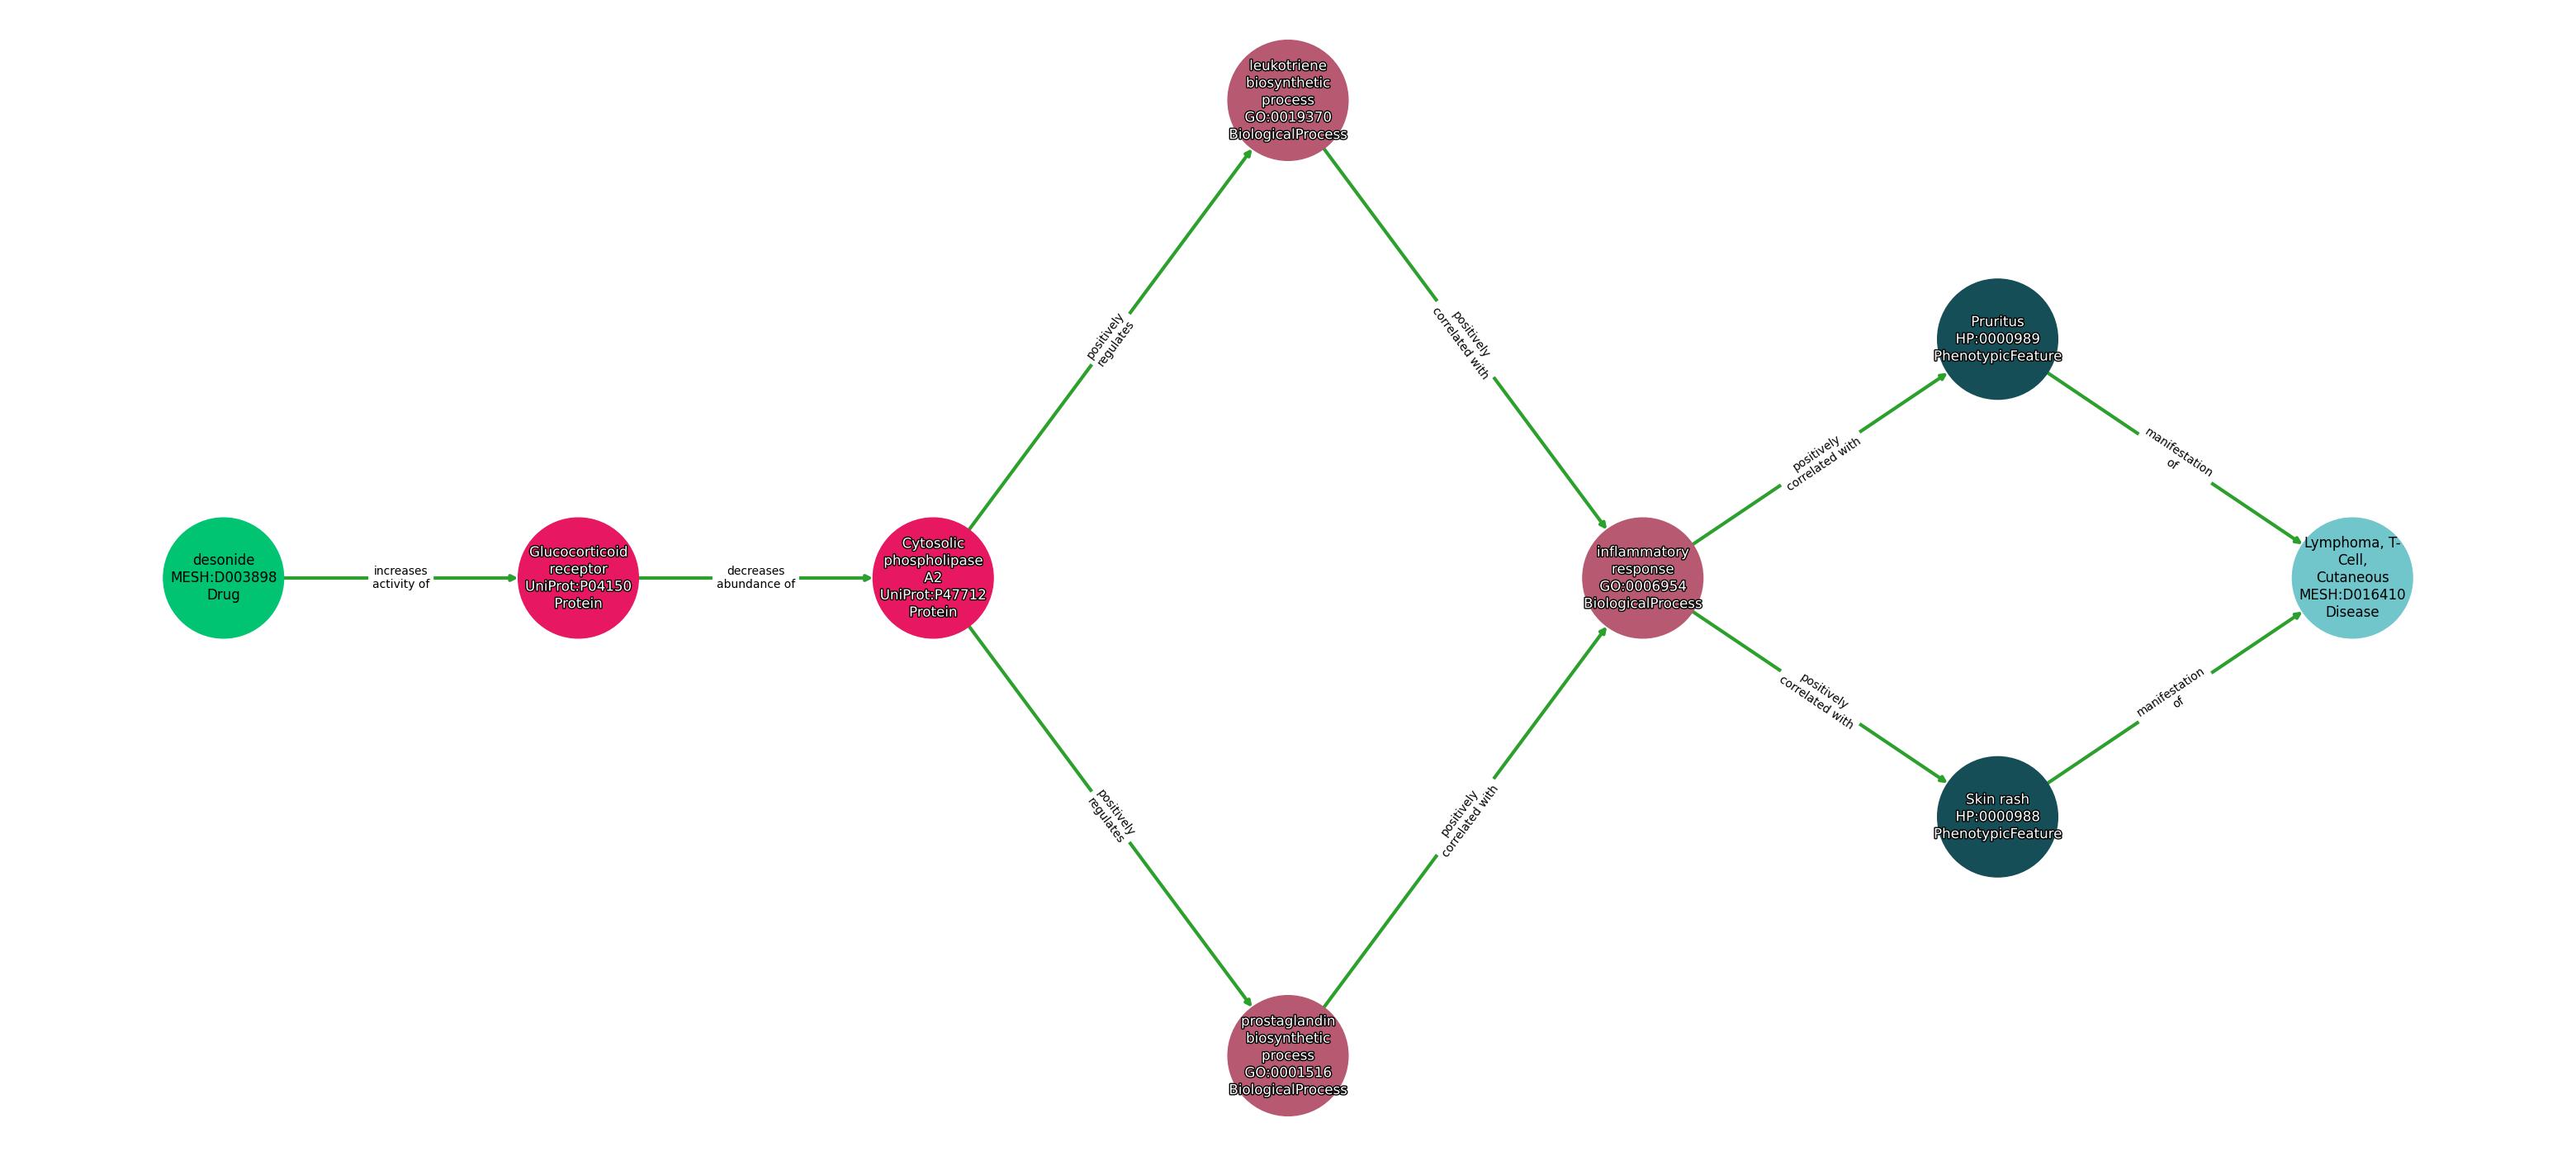 leukotriene
biosynthetic
process
GO:0019370
BiologicalProcess
positively
regulates
positively
correlated with
Pruritus
HP:0000989
PhenotypicFeature
positively
correlated with
manifestation
of
desonide
MESH:D003898
Drug
increases
activity of
Glucocorticoid
receptor
UniProt:P04150
Protein
decreases
abundance of
Cytosolic
phospholipase
A2
UniProt:P47712
Protein
inflammatory
response
GO:0006954
BiologicalProcess
Lymphoma, T-
Cell,
Cutaneous
MESH:D016410
Disease
positively
correlated with
manifestation
of
positively
regulates
positively
correlated with
Skin rash
HP:0000988
PhenotypicFeature
prostaglandin
biosynthetic
process
GO:0001516
BiologicalProcess